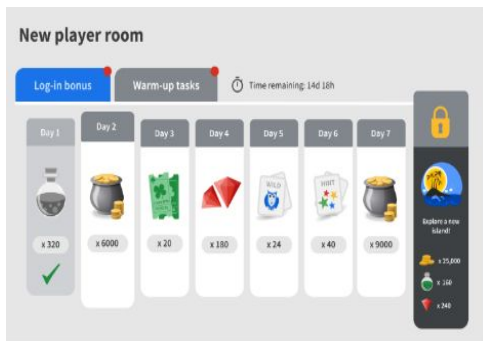 New player room
Log-in bonus
Warm-up tasks
Time remaining: 14d 18h
Day 1
Day 2
Day 3
Day 4
Day 5
Day 6
Day 7
WILD
x 320
x 6000
x 20
x 180
x 24
x 40
x 9000
Explore a new
island!
x 25,000
x 160
x 240